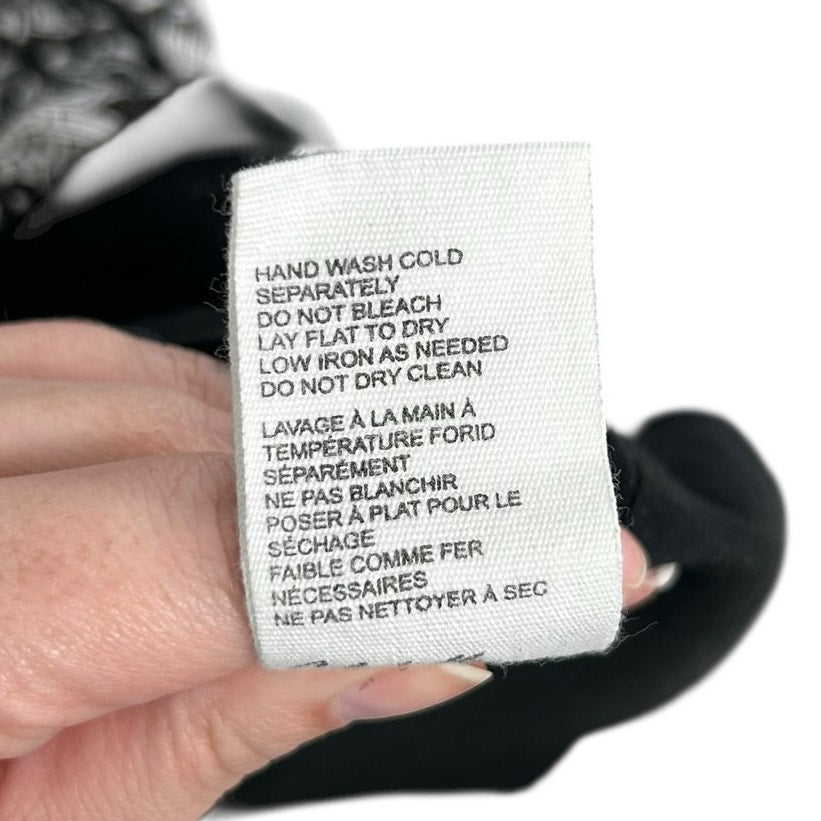 HAND WASH COLD
SEPARATELY
DO NOT BLEACH
LAY FLAT TO DRY
LOW IRON AS NEEDED
DO NOT DRY CLEAN
LAVAGE À LA MAIN À
TEMPÉRATURE FORID
SÉPARÉMENT
NE PAS BLANCHIR
POSER À PLAT POUR LE
SÉCHAGE
FAIBLE COMME FER
NÉCESSAIRES
NE PAS NETTOYER À SEC